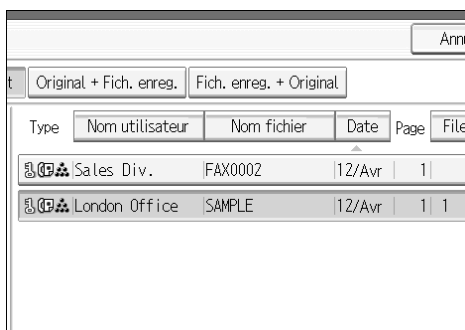 Annu
t Original + Fich. enreg. Fich. enreg. + Original
Type Nom utilisateur Nom fichier Date Page File
Sales Div. FAX0002 12/Avr 1
London Office SAMPLE 12/Avr 1 1